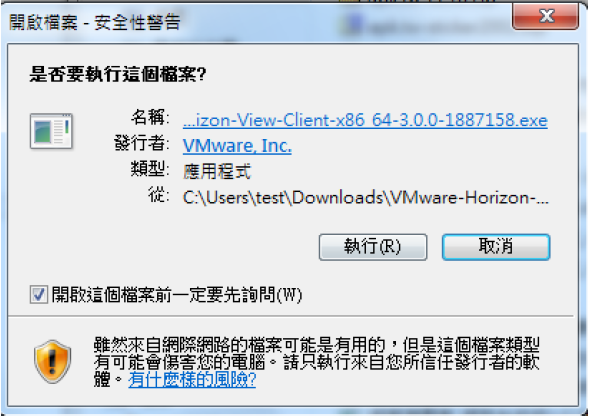 開啟檔案 - 安全性警告
是否要執行這個檔案?
名稱: ...izon-View-Client-x86_64-3.0.0-1887158.exe
發行者: VMware, Inc.
類型: 應用程式
從: C:\Users\test\Downloads\VMware-Horizon-...
執行(R) 取消
開啟這個檔案前一定要先詢問(W)
雖然來自網際網路的檔案可能是有用的，但是這個檔案類型
有可能會傷害您的電腦。請只執行來自您所信任發行者的軟
體。有什麼樣的風險?